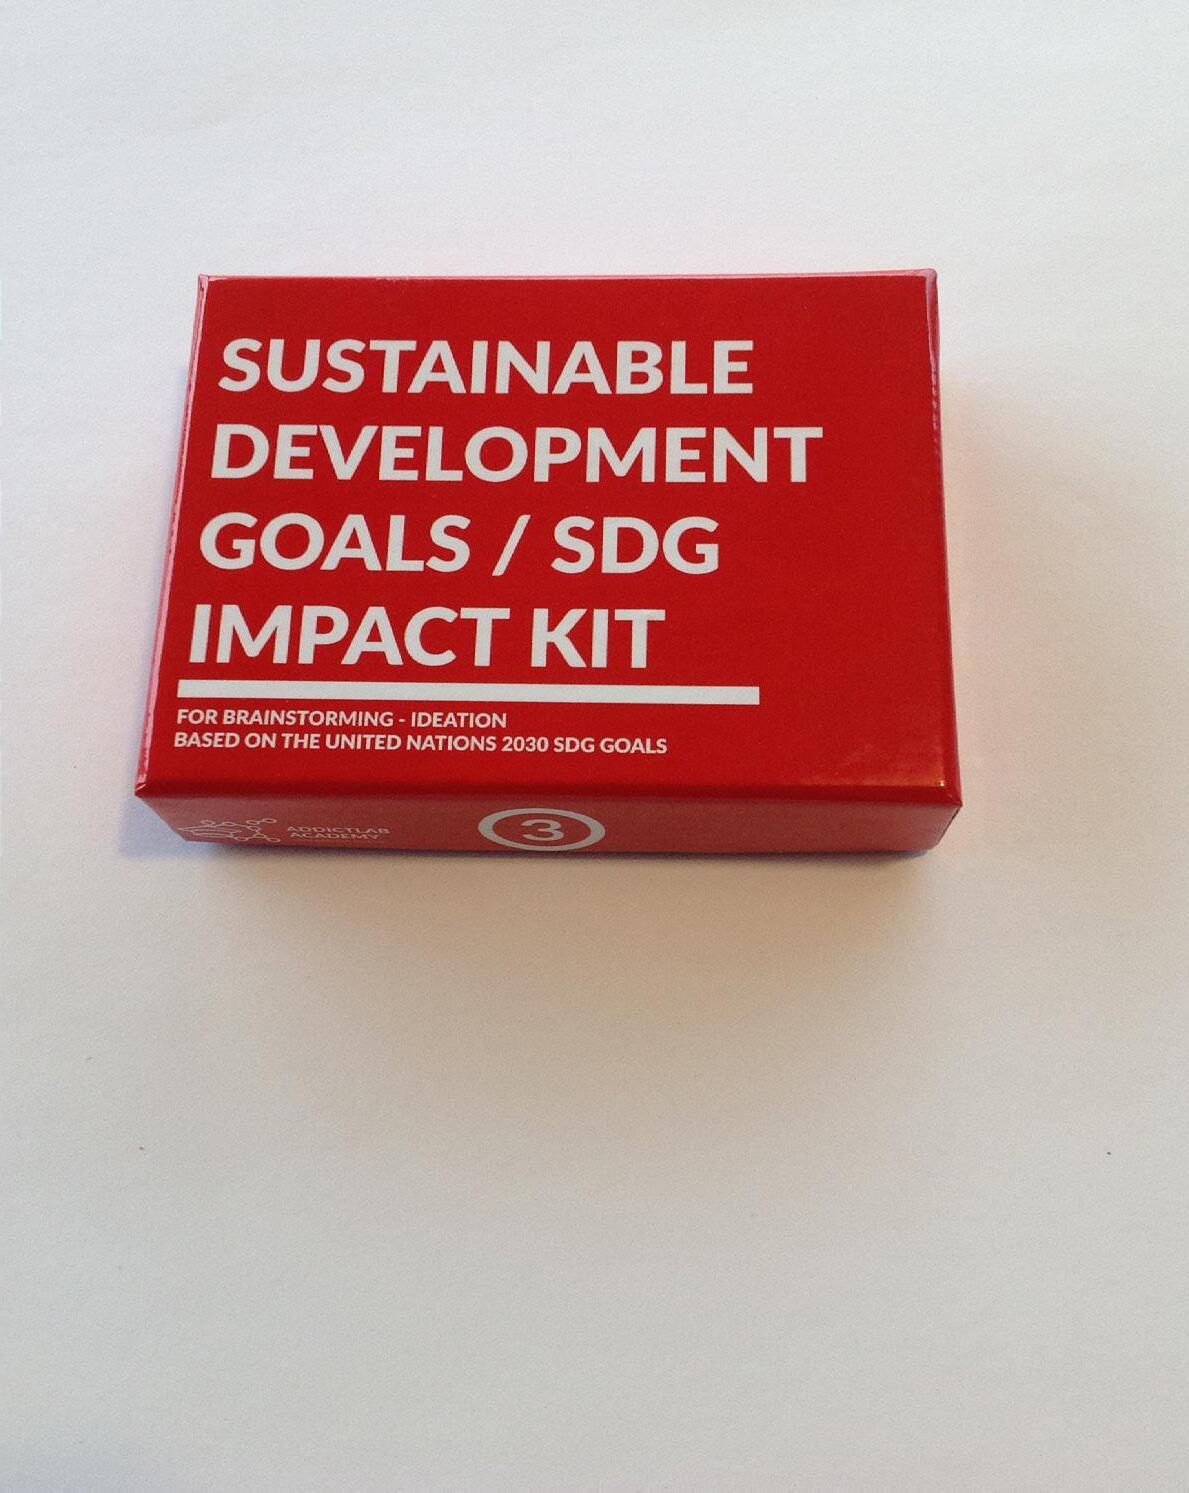 SUSTAINABLE
DEVELOPMENT
GOALS / SDG
IMPACT KIT
FOR BRAINSTORMING - IDEATION
BASED ON THE UNITED NATIONS 2030 SDG GOALS
ADDICTLAB
ACADEMY
3